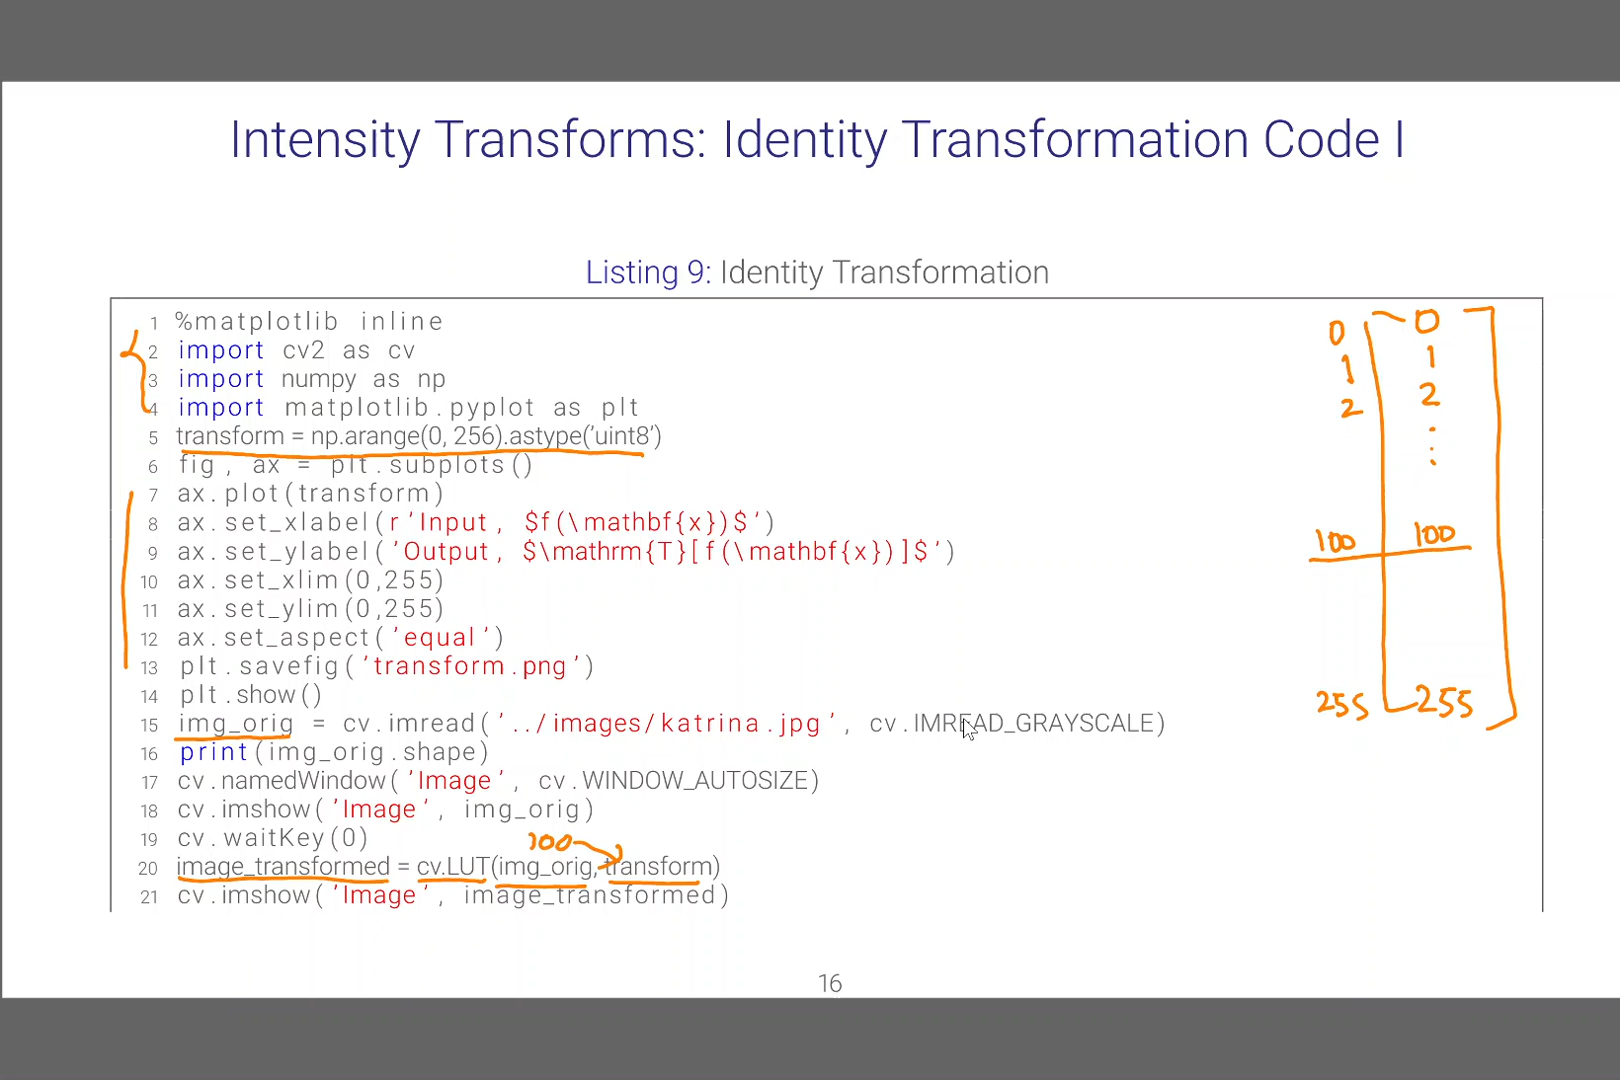 Intensity Transforms: Identity Transformation Code I
Listing 9: Identity Transformation
1 %matplotlib inline
2 import cv2 as cv
3 import numpy as np
4 import matplotlib.pyplot as plt
5 transform = np.arange(0, 256).astype('uint8')
6 fig, ax = plt.subplots()
7 ax.plot(transform)
8 ax.set_xlabel(r'Input, $f(\mathbf{x})$')
9 ax.set_ylabel('Output, $\mathrm{T}[f(\mathbf{x})]$')
10 ax.set_xlim(0,255)
11 ax.set_ylim(0,255)
12 ax.set_aspect('equal')
13 plt.savefig('transform.png')
14 plt.show()
15 img_orig = cv.imread('../images/katrina.jpg', cv.IMREAD_GRAYSCALE)
16 print(img_orig.shape)
17 cv.namedWindow('Image', cv.WINDOW_AUTOSIZE)
18 cv.imshow('Image', img_orig)
19 cv.waitKey(0)
100
20 image_transformed = cv.LUT(img_orig, transform)
21 cv.imshow('Image', image_transformed)
0 0
1 1
2 2
100 100
255 255
16